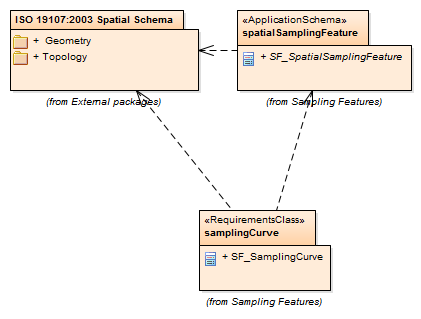 ISO 19107:2003 Spatial Schema
+ Geometry
+ Topology
(from External packages)
«ApplicationSchema»
spatialSamplingFeature
+ SF_SpatialSamplingFeature
(from Sampling Features)
«RequirementsClass»
samplingCurve
+ SF_SamplingCurve
(from Sampling Features)